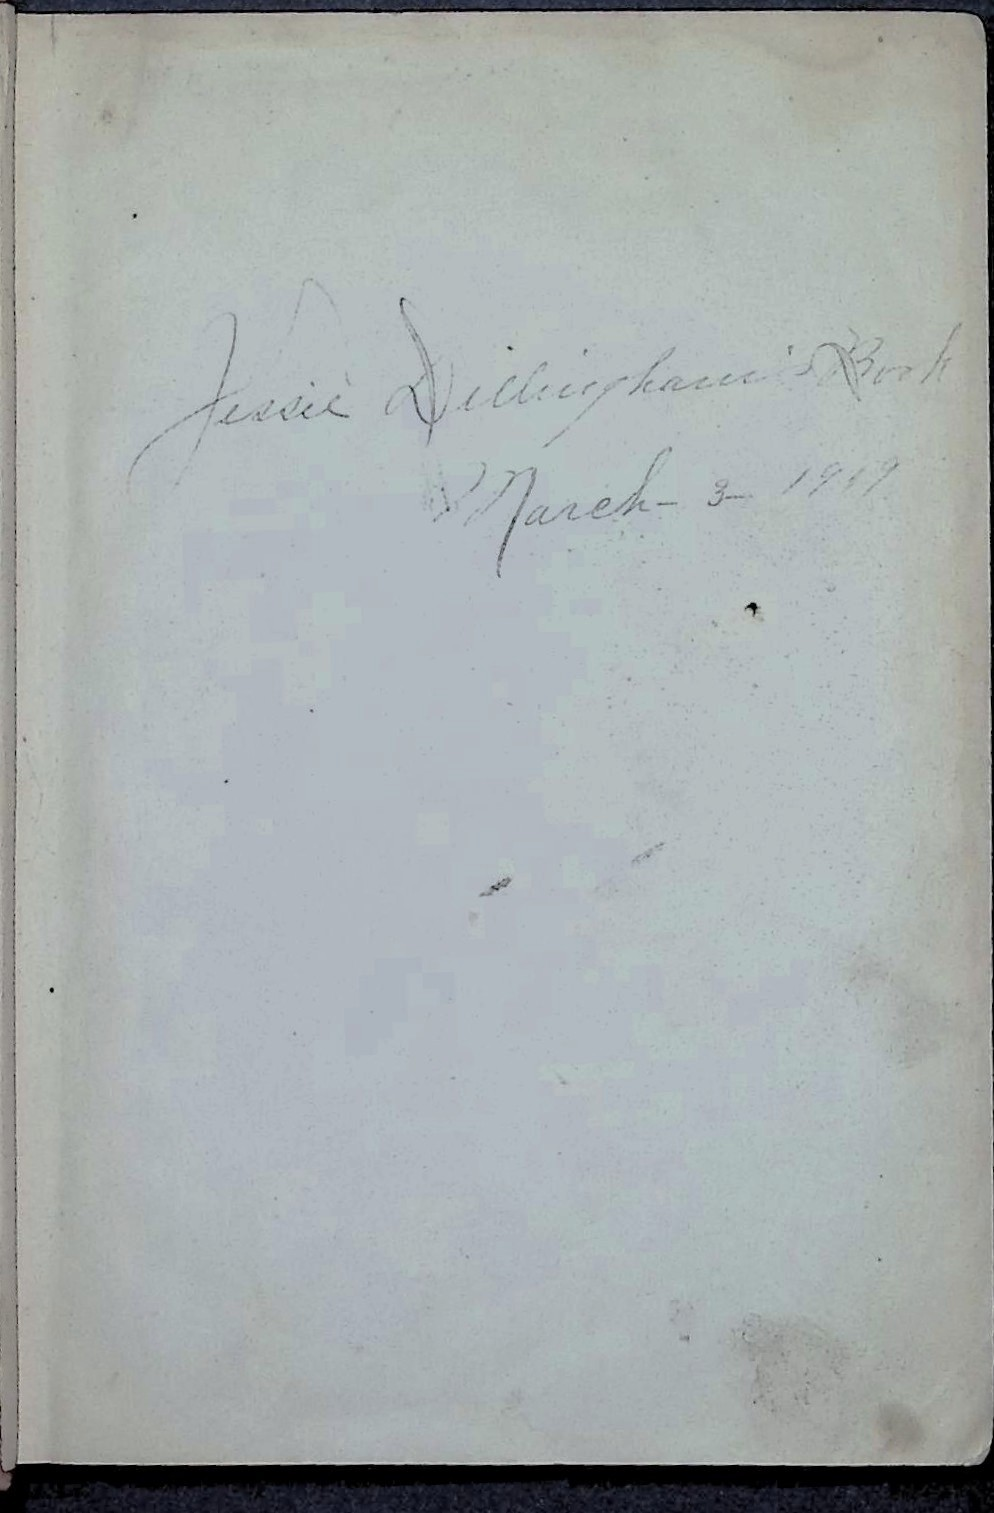 Jessie Dillingham's Book
March - 3 - 1919